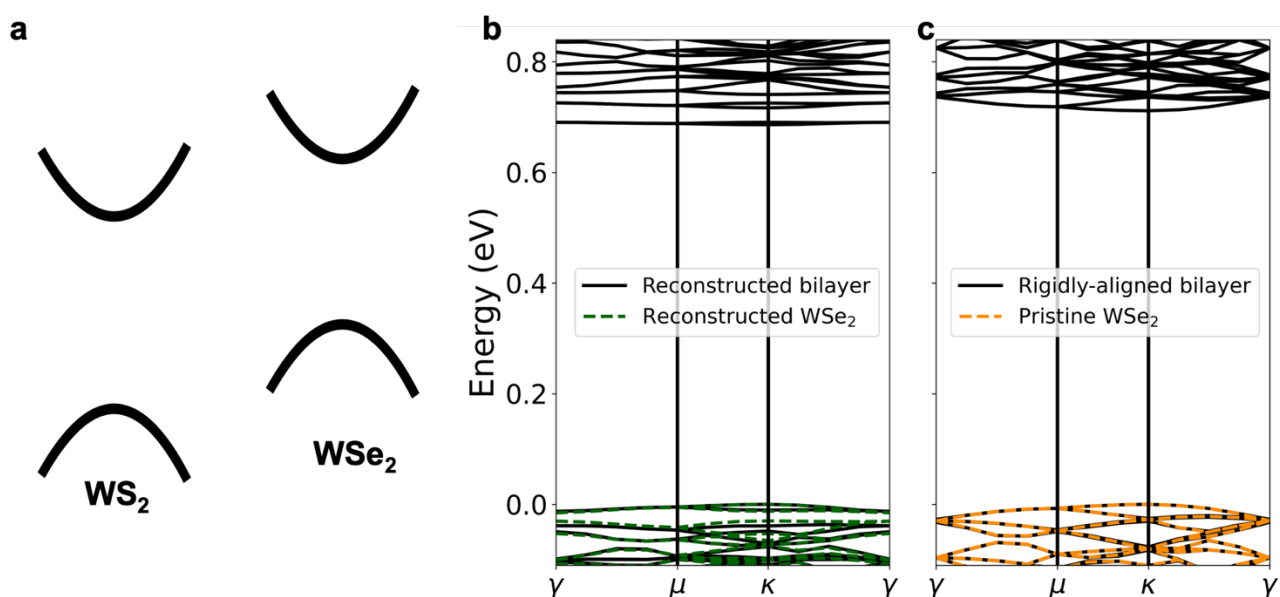 a
WS₂
WSe₂
b
Energy (eV)
0.8
0.6
0.4
0.2
0.0
Reconstructed bilayer
Reconstructed WSe₂
γ
μ
κ
γ
c
Rigidly-aligned bilayer
Pristine WSe₂
γ
μ
κ
γ